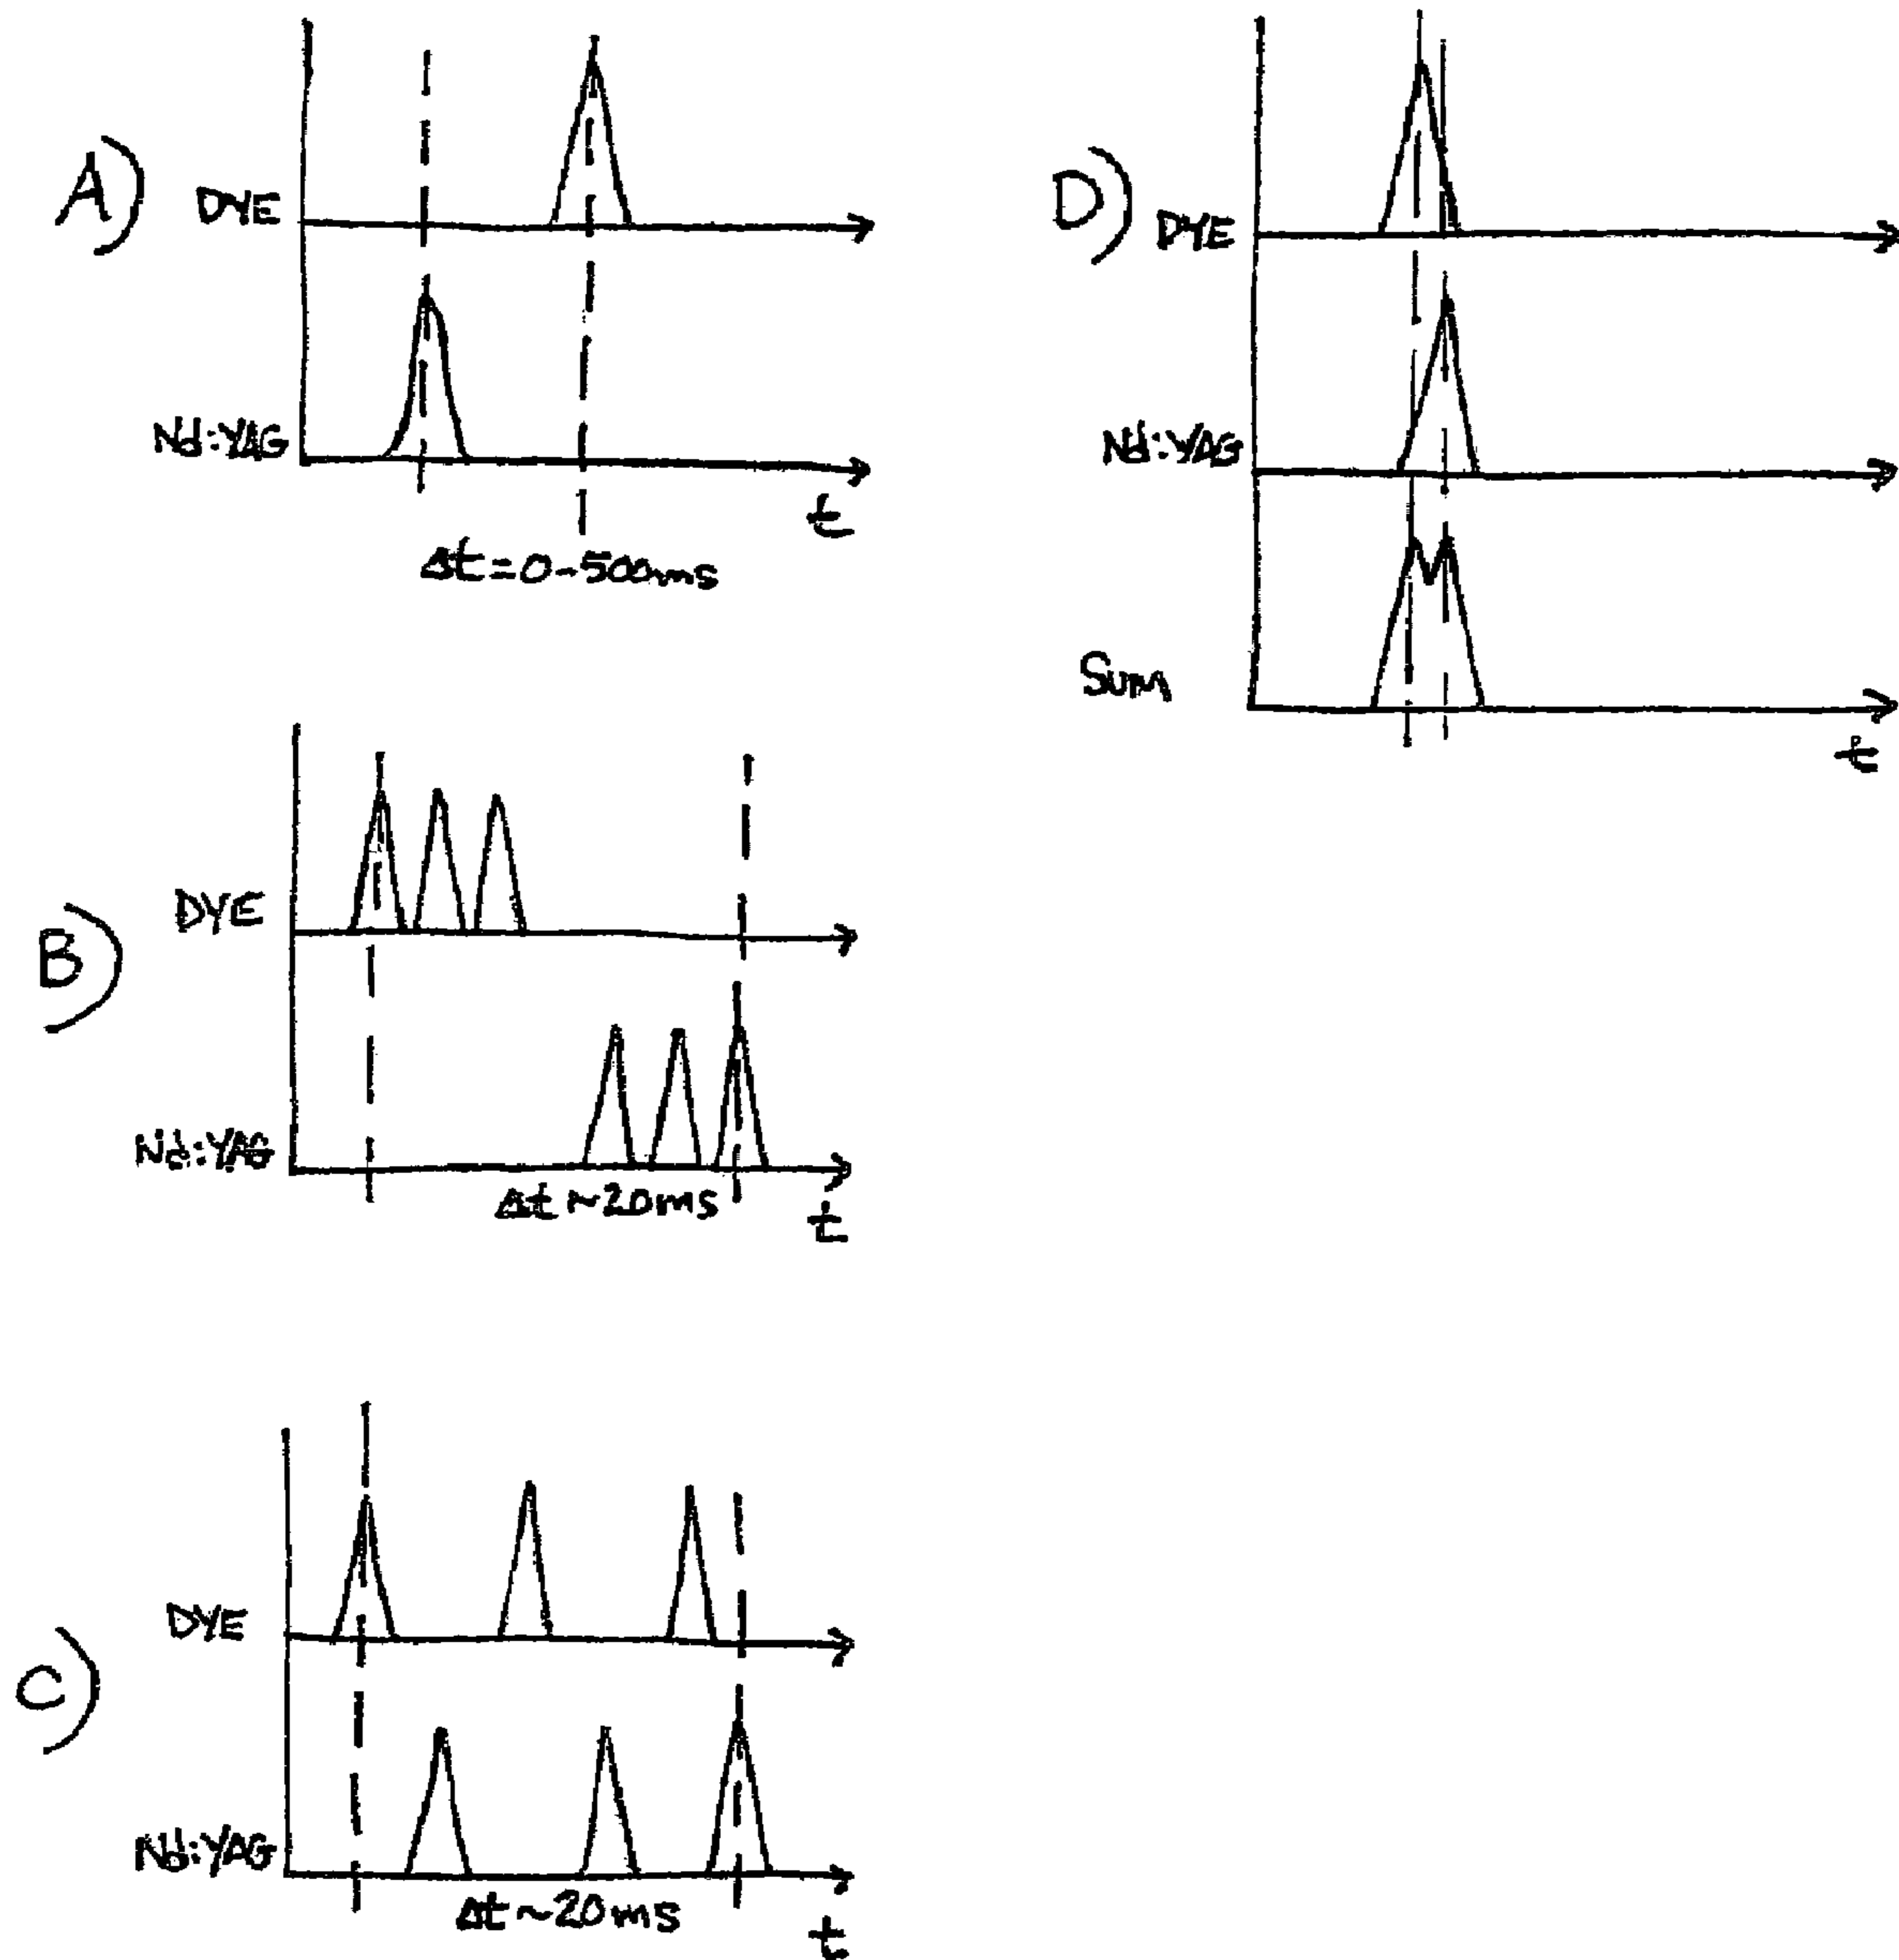 A)
DYE
Nd:YAG
t
Δt=0-500ms
B)
DYE
Nd:YAG
Δt~20ms
t
C)
DYE
Nd:YAG
Δt~20ms
t
D)
DYE
Nd:YAG
SUM
t